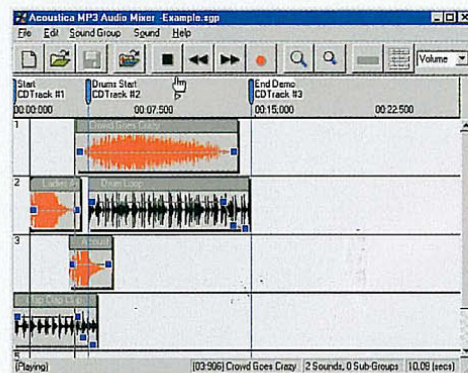 Acoustica MP3 Audio Mixer -Example.sgp
File Edit Sound Group Sound Help
Volume
Start Drums Start End Demo
CDTrack #1 CDTrack #2 CDTrack #3
00:00:000 00:07.500 00:15:000 00:22:500
1
Crowd Goes Crazy
2
Drum Loop
3
(Playing) (03:906) Crowd Goes Crazy 2 Sounds, 0 Sub-Groups 10.09 (secs)